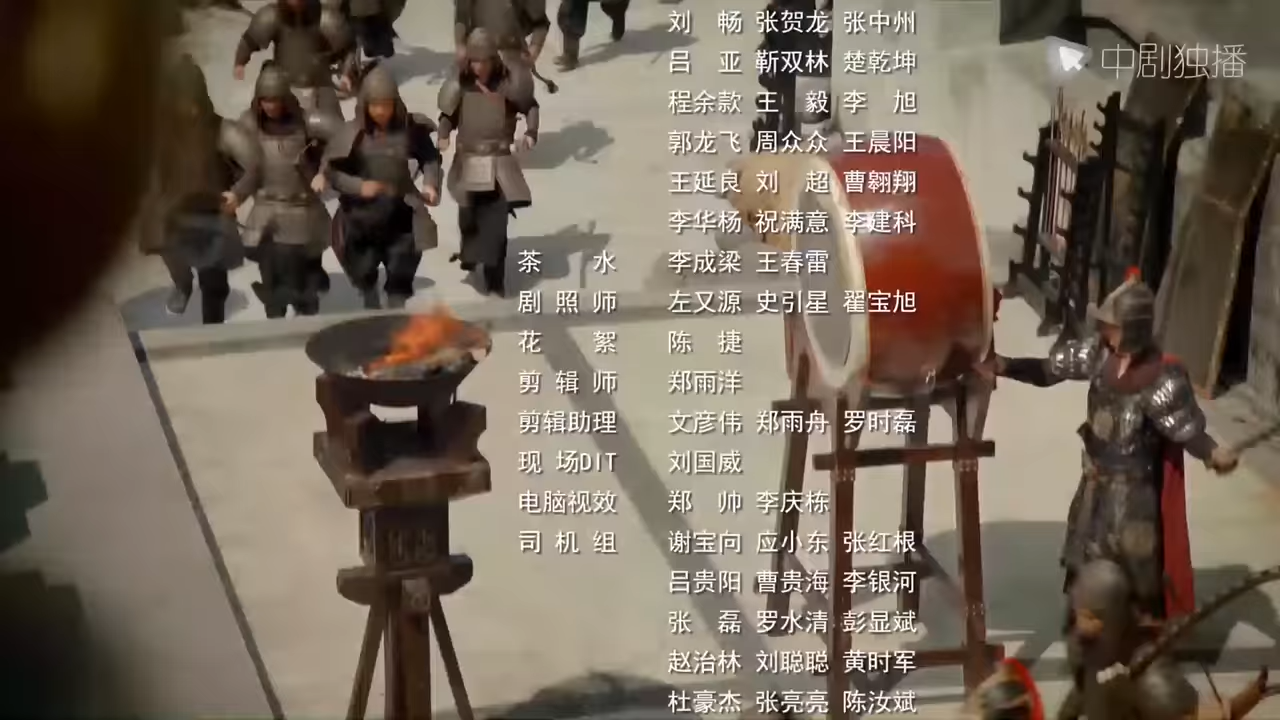 刘　畅 张贺龙 张中州
中剧独播
吕　亚 靳双林 楚乾坤
程余款 王　毅 李　旭
郭龙飞 周众众 王晨阳
王延良 刘　超 曹翱翔
李华杨 祝满意 李建科
茶　水 李成梁 王春雷
剧照师 左又源 史引星 翟宝旭
花　絮 陈　捷
剪辑师 郑雨洋
剪辑助理 文彦伟 郑雨舟 罗时磊
现场DIT 刘国威
电脑视效 郑　帅 李庆栋
司机组 谢宝向 应小东 张红根
吕贵阳 曹贵海 李银河
张　磊 罗水清 彭显斌
赵治林 刘聪聪 黄时军
杜豪杰 张亮亮 陈汝斌